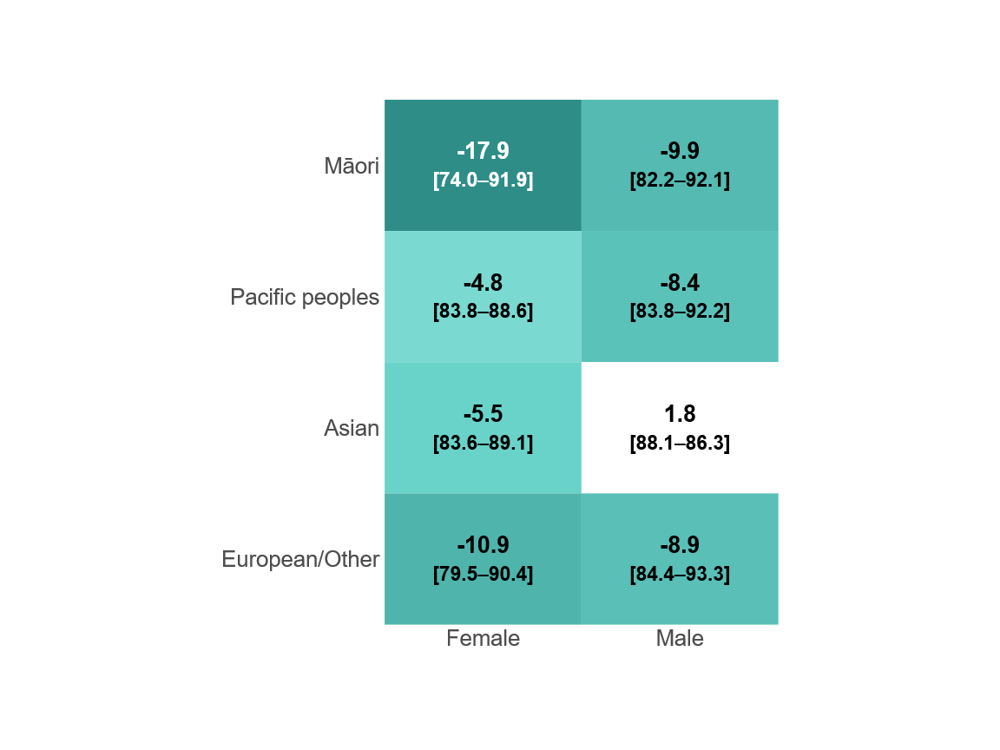 Māori
-17.9
[74.0–91.9]
-9.9
[82.2–92.1]
Pacific peoples
-4.8
[83.8–88.6]
-8.4
[83.8–92.2]
Asian
-5.5
[83.6–89.1]
1.8
[88.1–86.3]
European/Other
-10.9
[79.5–90.4]
-8.9
[84.4–93.3]
Female
Male